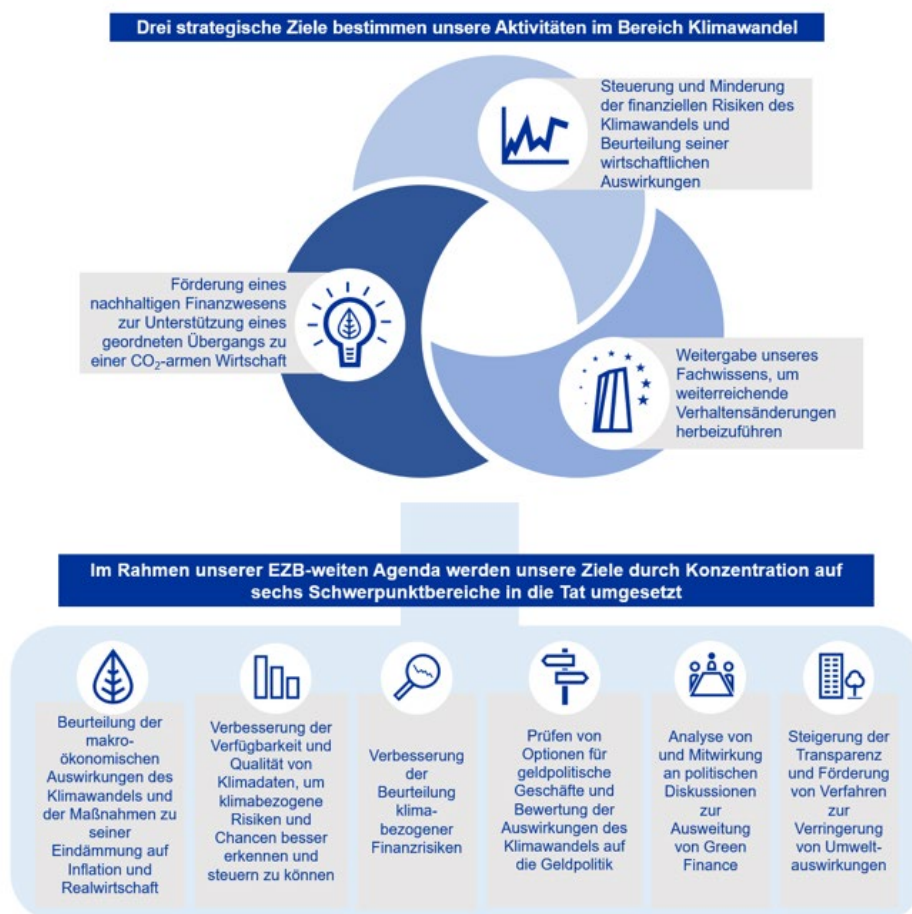 Drei strategische Ziele bestimmen unsere Aktivitäten im Bereich Klimawandel
Steuerung und Minderung
der finanziellen Risiken des
Klimawandels und
Beurteilung seiner
wirtschaftlichen
Auswirkungen
Förderung eines
nachhaltigen Finanzwesens
zur Unterstützung eines
geordneten Übergangs zu
einer CO₂-armen Wirtschaft
Weitergabe unseres
Fachwissens, um
weiterreichende
Verhaltensänderungen
herbeizuführen
Im Rahmen unserer EZB-weiten Agenda werden unsere Ziele durch Konzentration auf
sechs Schwerpunktbereiche in die Tat umgesetzt
Beurteilung der
makro-
ökonomischen
Auswirkungen des
Klimawandels und
der Maßnahmen zu
seiner
Eindämmung auf
Inflation und
Realwirtschaft
Verbesserung der
Verfügbarkeit und
Qualität von
Klimadaten, um
klimabezogene
Risiken und
Chancen besser
erkennen und
steuern zu können
Verbesserung
der
Beurteilung
klima-
bezogener
Finanzrisiken
Prüfen von
Optionen für
geldpolitische
Geschäfte und
Bewertung der
Auswirkungen des
Klimawandels auf
die Geldpolitik
Analyse von
und Mitwirkung
an politischen
Diskussionen
zur
Ausweitung
von Green
Finance
Steigerung der
Transparenz
und Förderung
von Verfahren
zur
Verringerung
von Umwelt-
auswirkungen